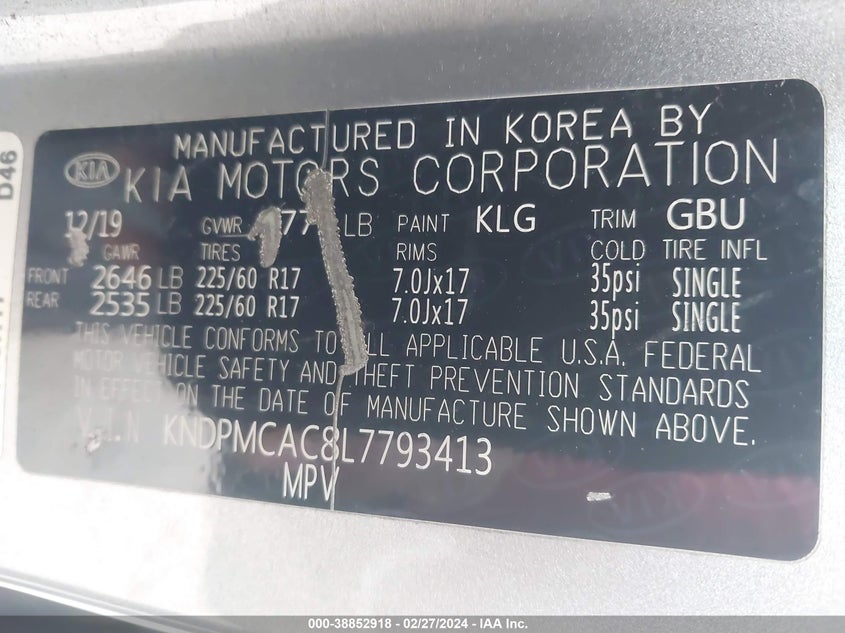 D46
MANUFACTURED IN KOREA BY
KIA KIA MOTORS CORPORATION
12/19 GVWR 77 LB PAINT KLG TRIM GBU
GAWR TIRES RIMS COLD TIRE INFL
FRONT 2646 LB 225/60 R17 7.0Jx17 35psi SINGLE
REAR 2535 LB 225/60 R17 7.0Jx17 35psi SINGLE
THIS VEHICLE CONFORMS TO ALL APPLICABLE U.S.A. FEDERAL
MOTOR VEHICLE SAFETY AND THEFT PREVENTION STANDARDS
IN EFFECT ON THE DATE OF MANUFACTURE SHOWN ABOVE.
V.I.N KNDPMCAC8L7793413
MPV
000-38852918 - 02/27/2024 - IAA Inc.